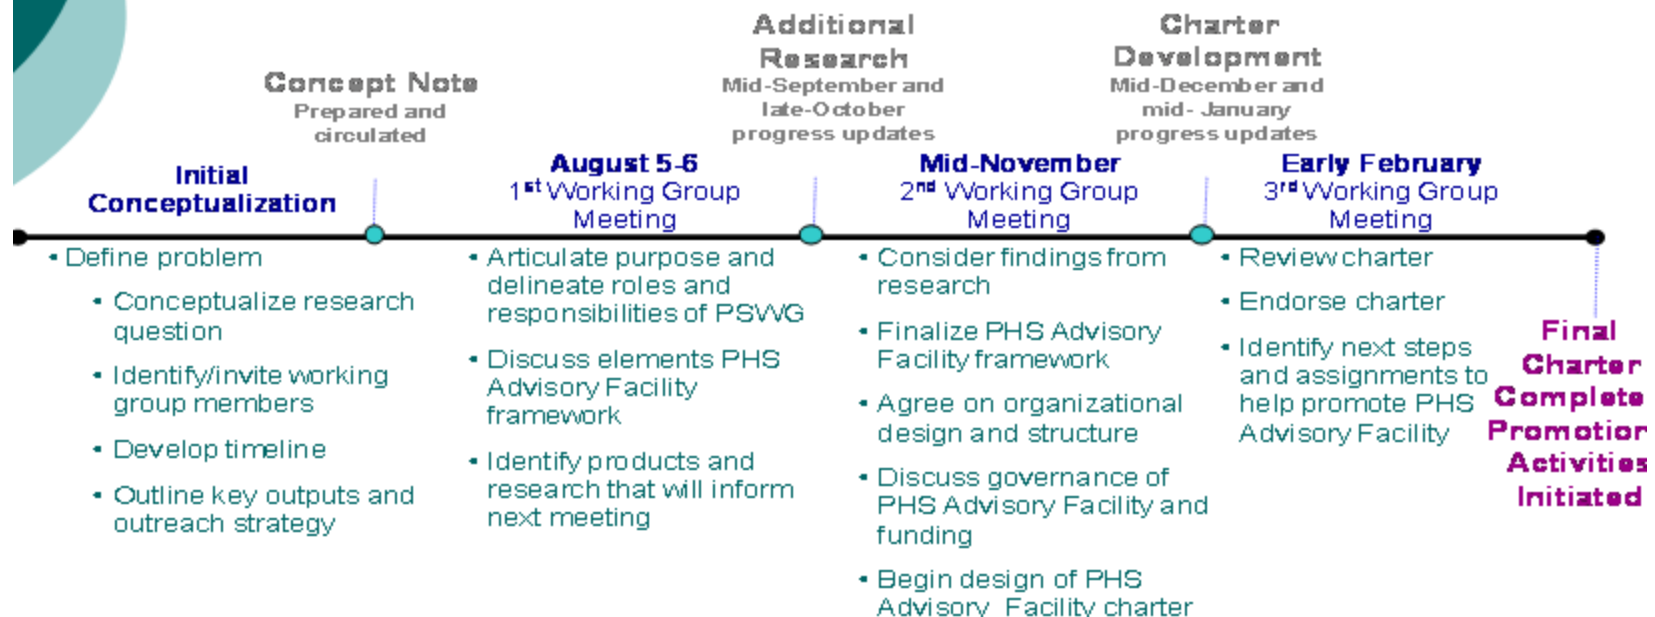 Concept Note
Prepared and
circulated
Additional
Research
Mid-September and
late-October
progress updates
Charter
Development
Mid-December and
mid- January
progress updates
Initial
Conceptualization
August 5-6
1st Working Group
Meeting
Mid-November
2nd Working Group
Meeting
Early February
3rd Working Group
Meeting
• Define problem
• Conceptualize research
question
• Identify/invite working
group members
• Develop timeline
• Outline key outputs and
outreach strategy
• Articulate purpose and
delineate roles and
responsibilities of PSWG
• Discuss elements PHS
Advisory Facility
framework
• Identify products and
research that will inform
next meeting
• Consider findings from
research
• Finalize PHS Advisory
Facility framework
• Agree on organizational
design and structure
• Discuss governance of
PHS Advisory Facility and
funding
• Begin design of PHS
Advisory Facility charter
• Review charter
• Endorse charter
• Identify next steps
and assignments to
help promote PHS
Advisory Facility
Final
Charter
Complete
Promotion
Activities
Initiated